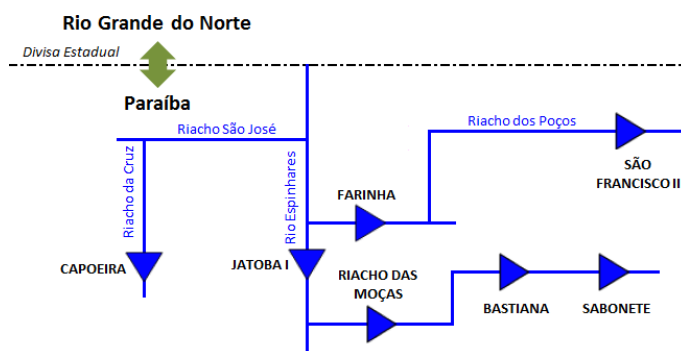 Rio Grande do Norte
Divisa Estadual
Paraíba
Riacho São José
Riacho dos Poços
Riacho da Cruz
Rio Espinhares
SÃO
FRANCISCO II
FARINHA
CAPOEIRA
JATOBA I
RIACHO DAS
MOÇAS
BASTIANA
SABONETE